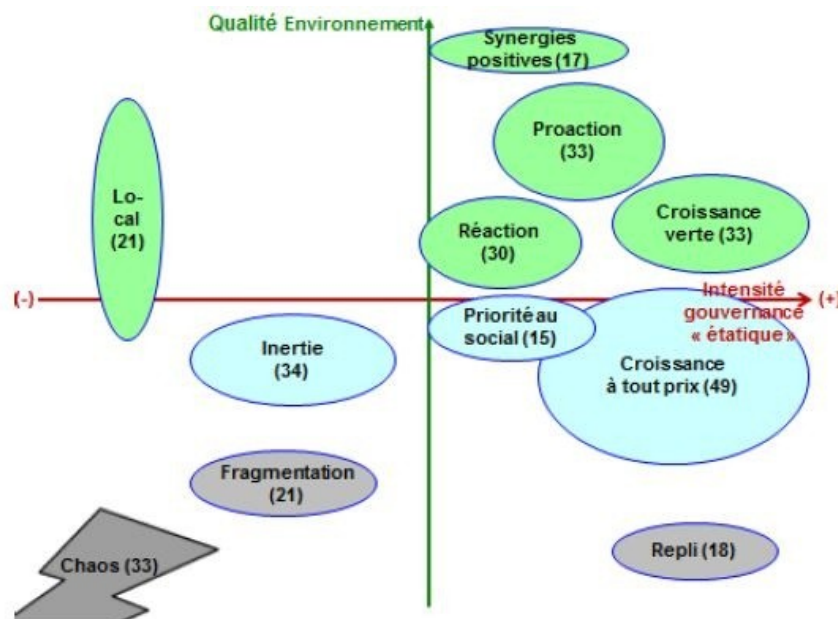 Qualité Environnement
Synergies
positives (17)
Proaction
(33)
Lo-
cal
(21)
Croissance
verte (33)
Réaction
(30)
(-)
Intensité
gouvernance
« étatique »
(+)
Priorité au
social (15)
Inertie
(34)
Croissance
à tout prix (49)
Fragmentation
(21)
Chaos (33)
Repli (18)